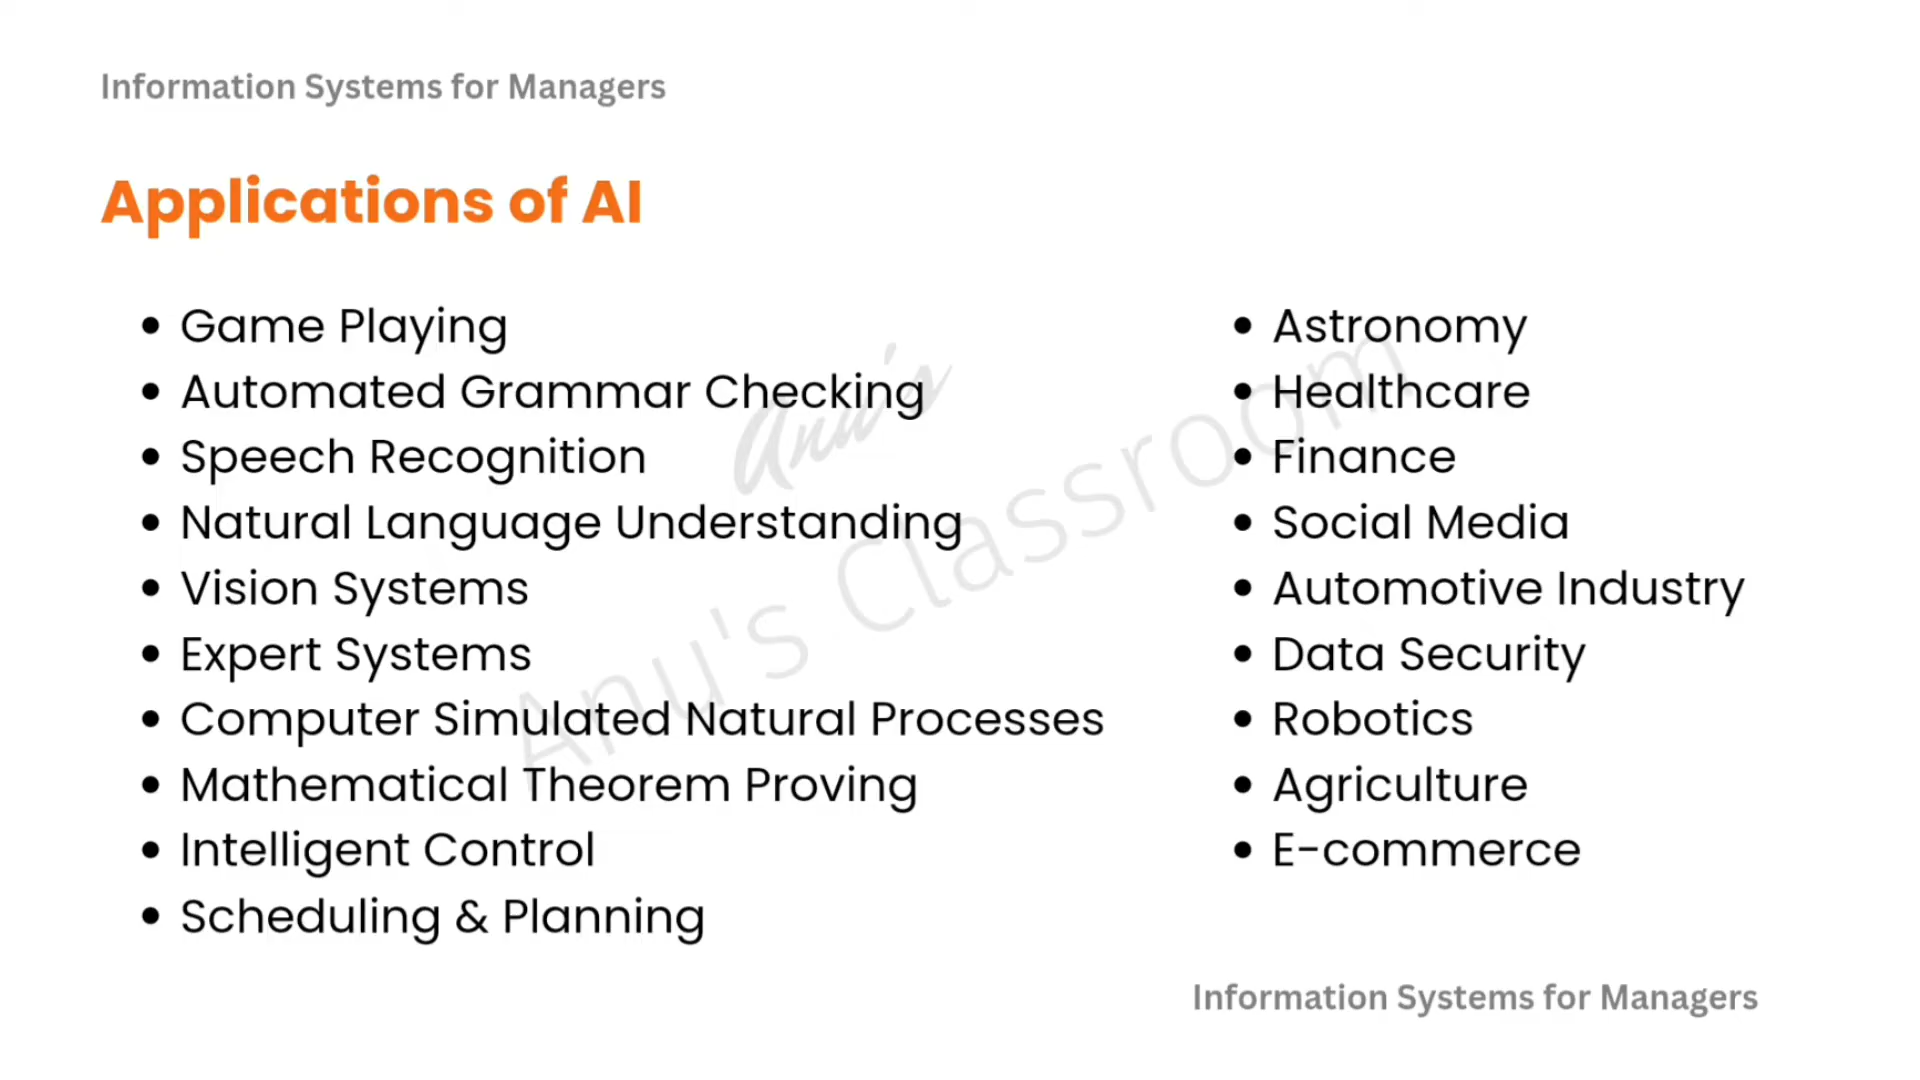 Information Systems for Managers
Applications of AI
• Game Playing
• Automated Grammar Checking
• Speech Recognition
• Natural Language Understanding
• Vision Systems
• Expert Systems
• Computer Simulated Natural Processes
• Mathematical Theorem Proving
• Intelligent Control
• Scheduling & Planning
• Astronomy
• Healthcare
• Finance
• Social Media
• Automotive Industry
• Data Security
• Robotics
• Agriculture
• E-commerce
Anu's
Anu's Classroom
Information Systems for Managers